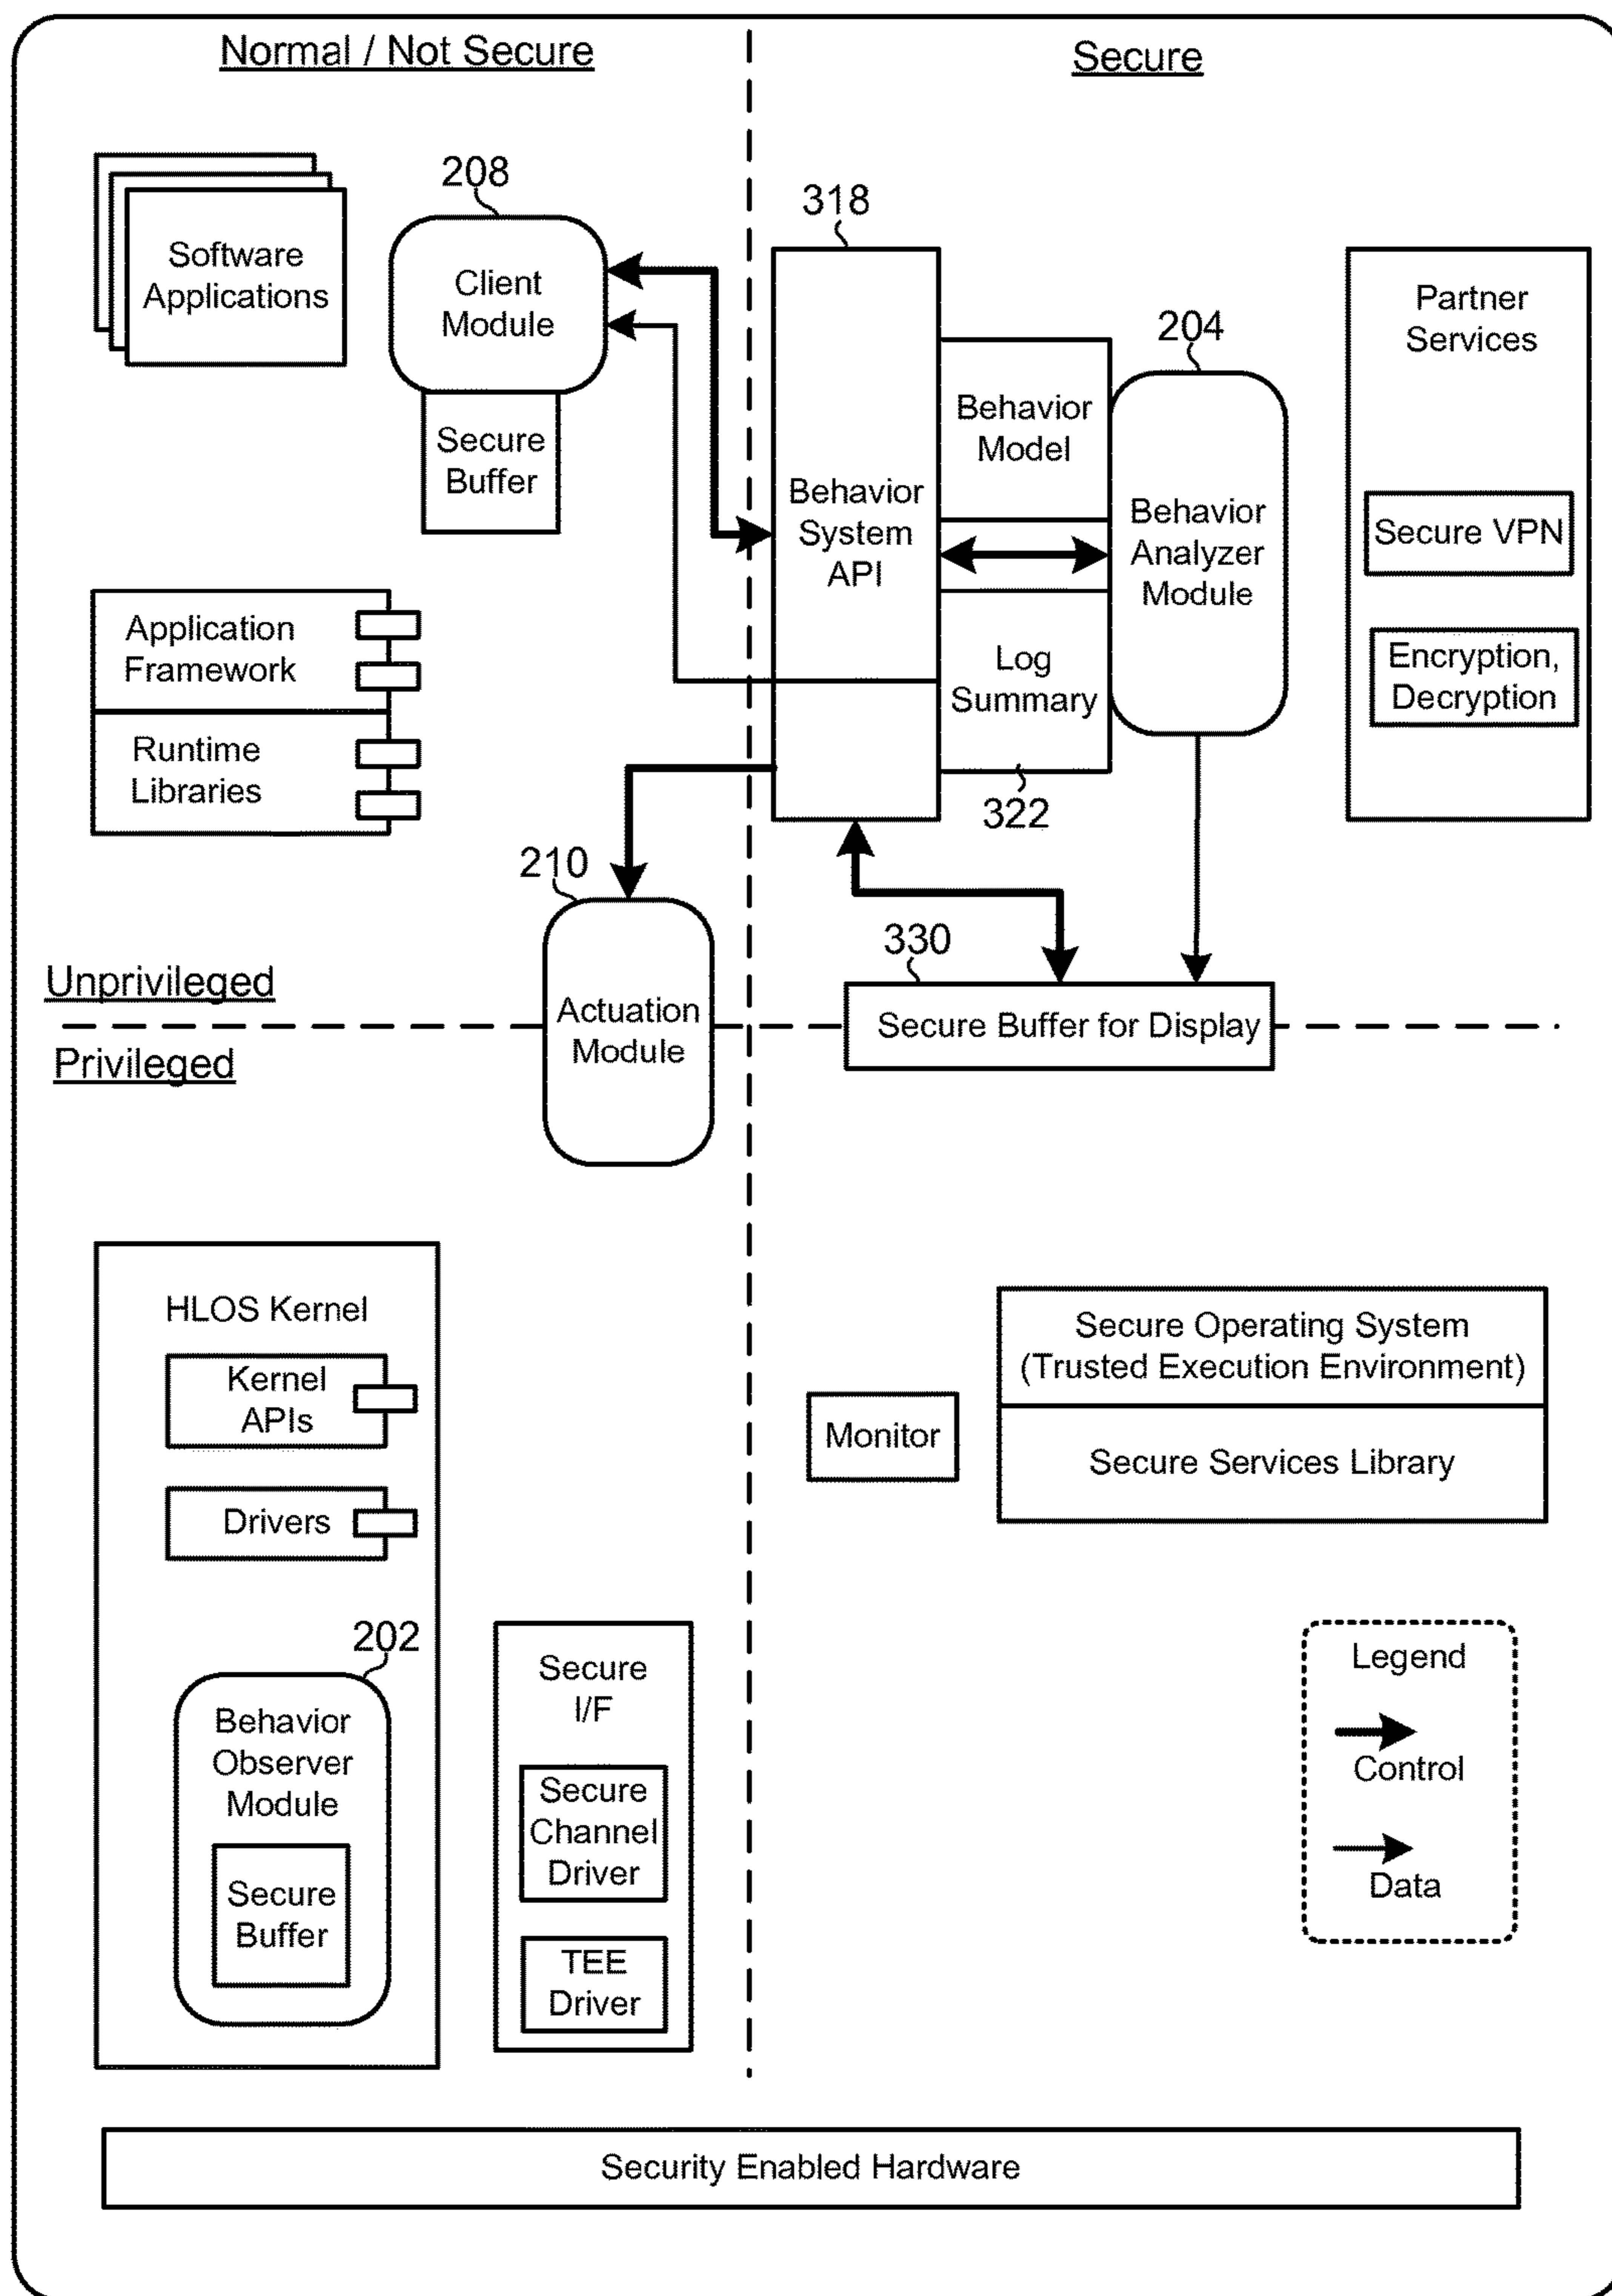 Normal / Not Secure
Secure
208
318
204
Software
Applications
Client
Module
Secure
Buffer
Behavior
System
API
Behavior
Model
Behavior
Analyzer
Module
Log
Summary
322
Partner
Services
Secure VPN
Encryption,
Decryption
Application
Framework
Runtime
Libraries
210
Actuation
Module
330
Secure Buffer for Display
Unprivileged
Privileged
HLOS Kernel
Kernel
APIs
Drivers
202
Behavior
Observer
Module
Secure
Buffer
Secure
I/F
Secure
Channel
Driver
TEE
Driver
Monitor
Secure Operating System
(Trusted Execution Environment)
Secure Services Library
Legend
Control
Data
Security Enabled Hardware